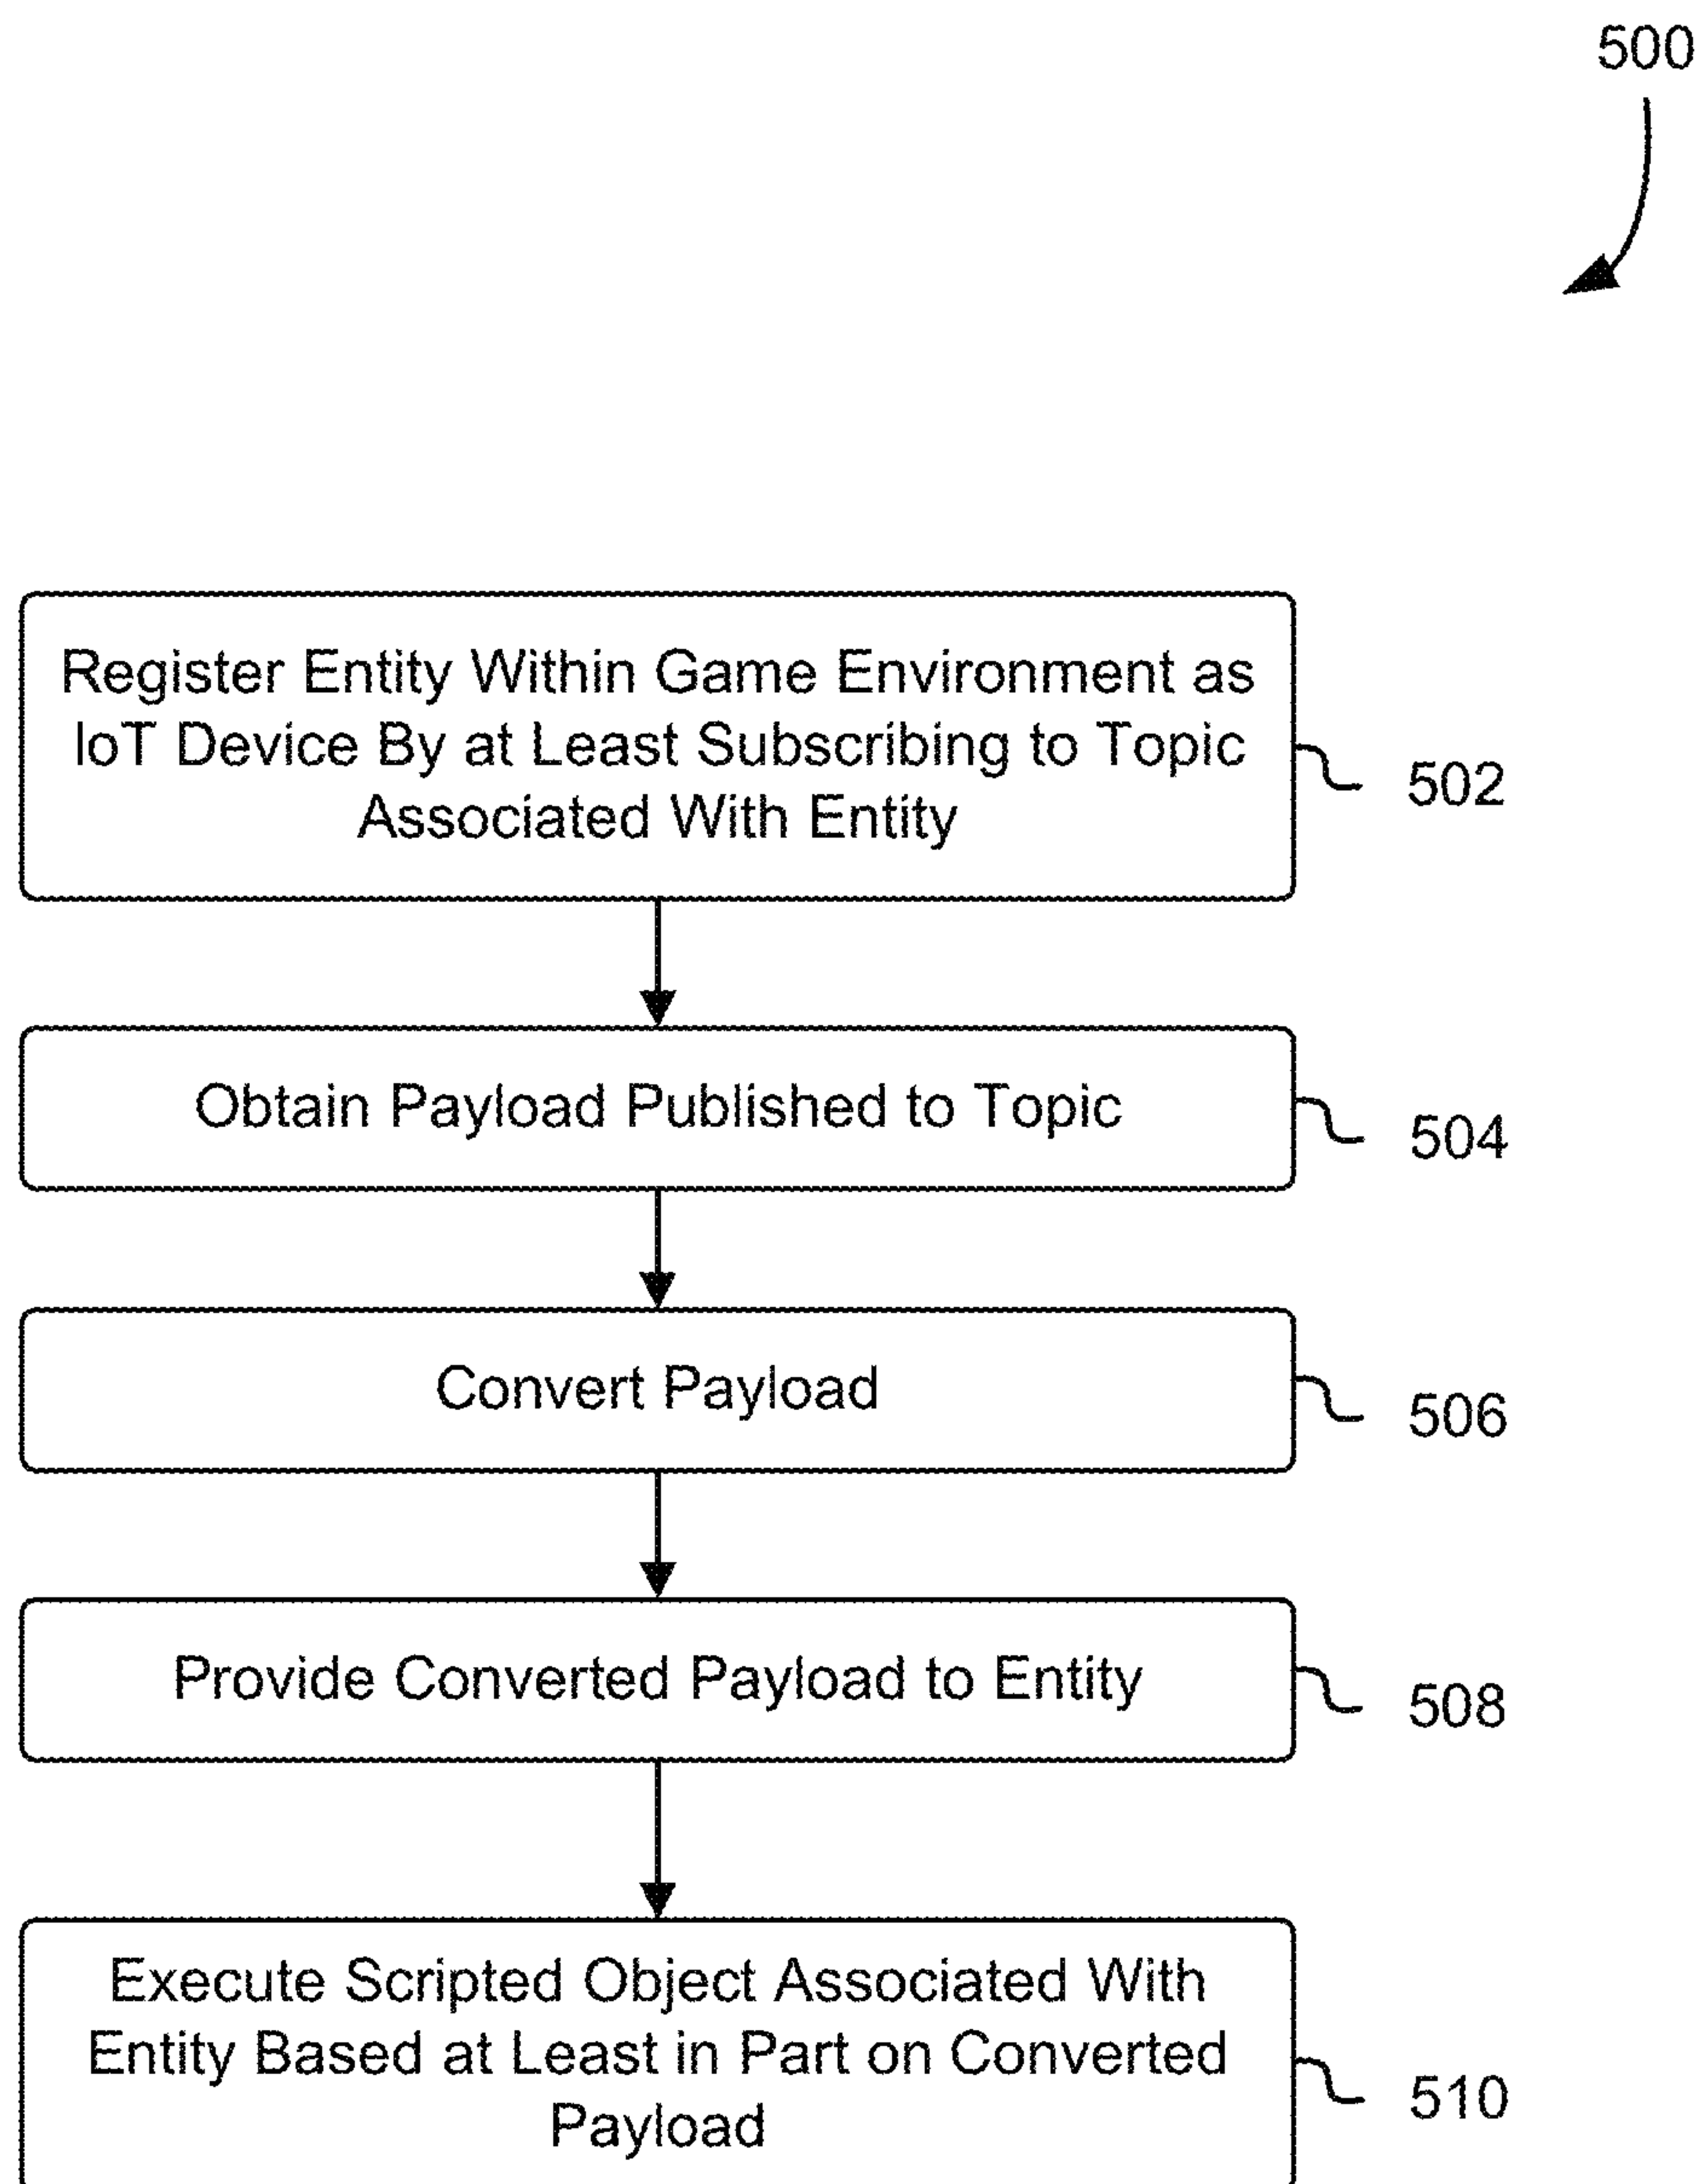 500
Register Entity Within Game Environment as
IoT Device By at Least Subscribing to Topic
Associated With Entity
502
Obtain Payload Published to Topic
504
Convert Payload
506
Provide Converted Payload to Entity
508
Execute Scripted Object Associated With
Entity Based at Least in Part on Converted
Payload
510